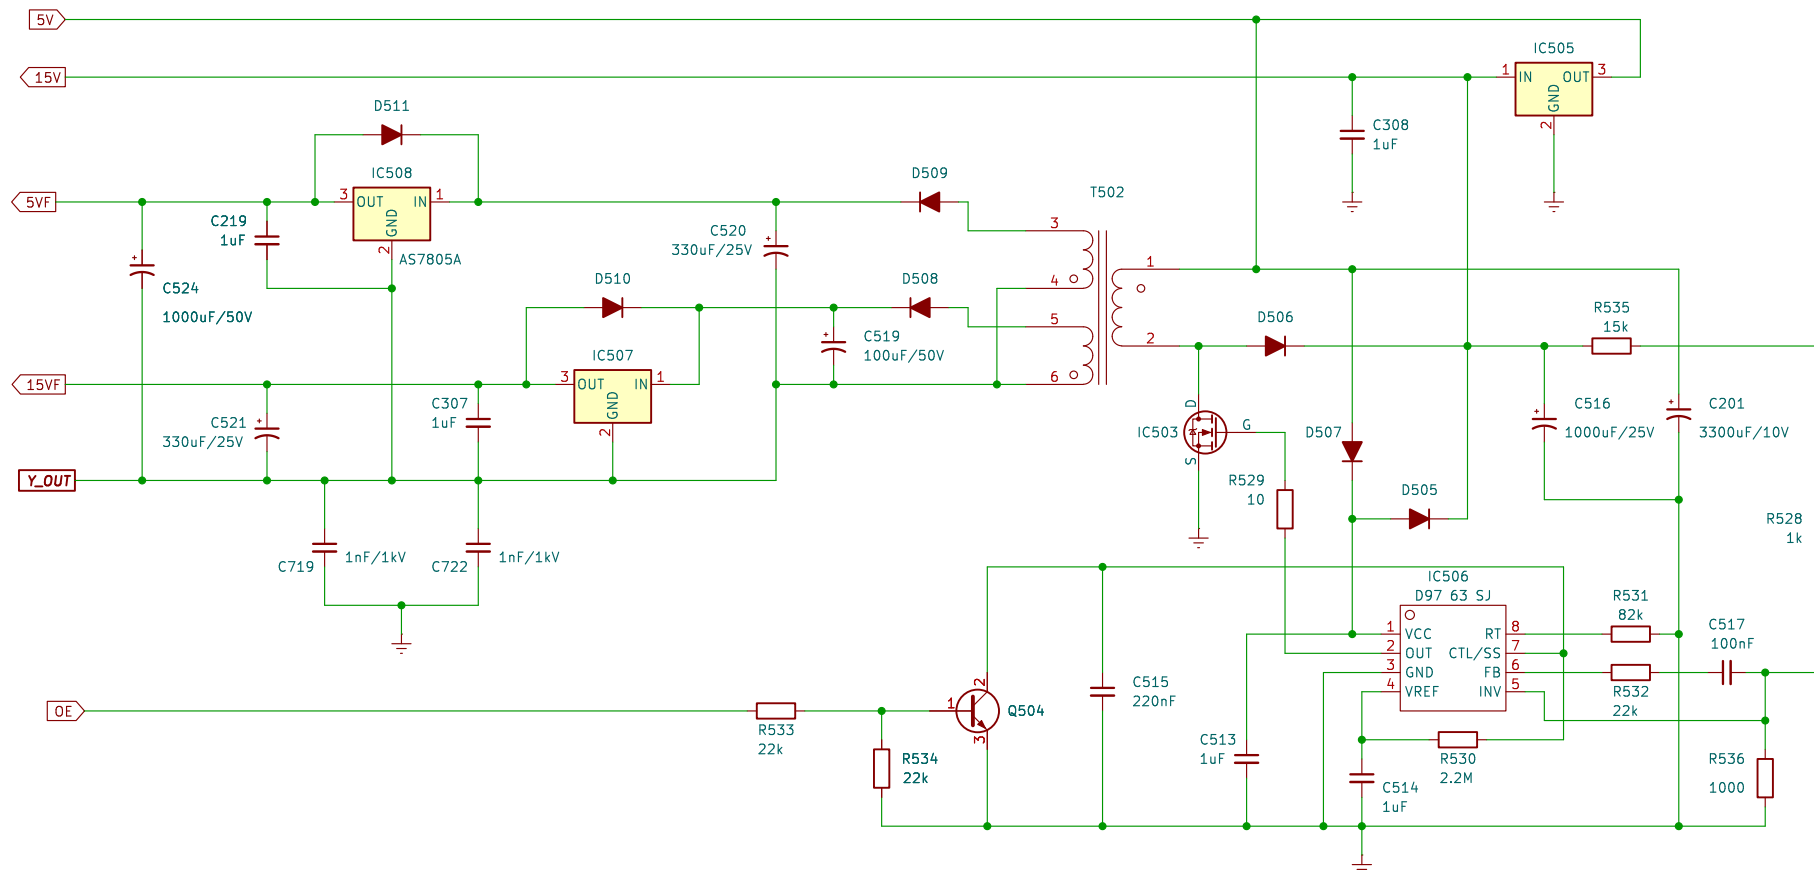 5V
IC505
15V
1 IN OUT 3
GND
2
D511
C308
1uF
IC508
D509
T502
5VF
3 OUT IN 1
GND
2
C219
1uF
AS7805A
C520
330uF/25V
3
1
4
D510
D508
C524
1000uF/50V
5
2
6
D506
R535
15k
C519
100uF/50V
IC507
15VF
3 OUT IN 1
GND
2
C307
1uF
C521
330uF/25V
D
G
S
IC503
D507
C516
1000uF/25V
C201
3300uF/10V
Y_OUT
R529
10
D505
R528
1k
C719
1nF/1kV
C722
1nF/1kV
IC506
D97 63 SJ
1 VCC RT 8
2 OUT CTL/SS 7
3 GND FB 6
4 VREF INV 5
R531
82k
C517
100nF
R532
22k
OE
R533
22k
1
2
3
Q504
C515
220nF
R534
22k
C513
1uF
R530
2.2M
C514
1uF
R536
1000